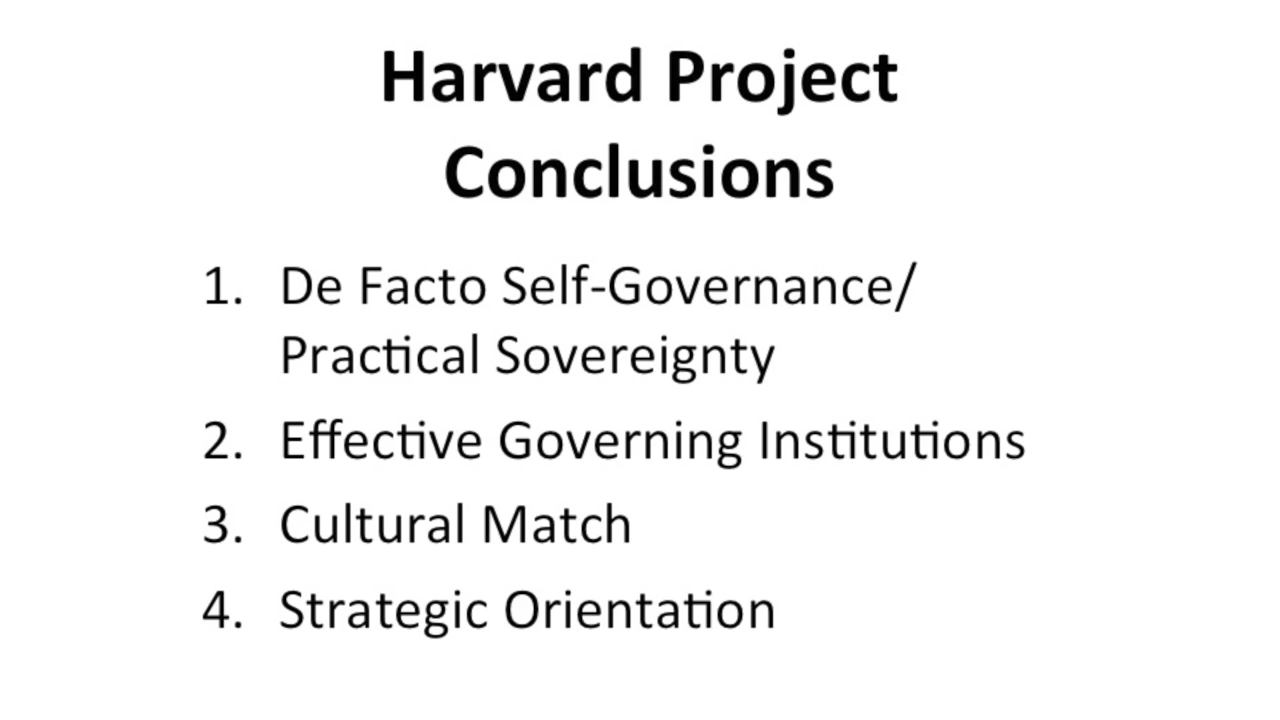 Harvard Project
Conclusions
1. De Facto Self-Governance/
Practical Sovereignty
2. Effective Governing Institutions
3. Cultural Match
4. Strategic Orientation